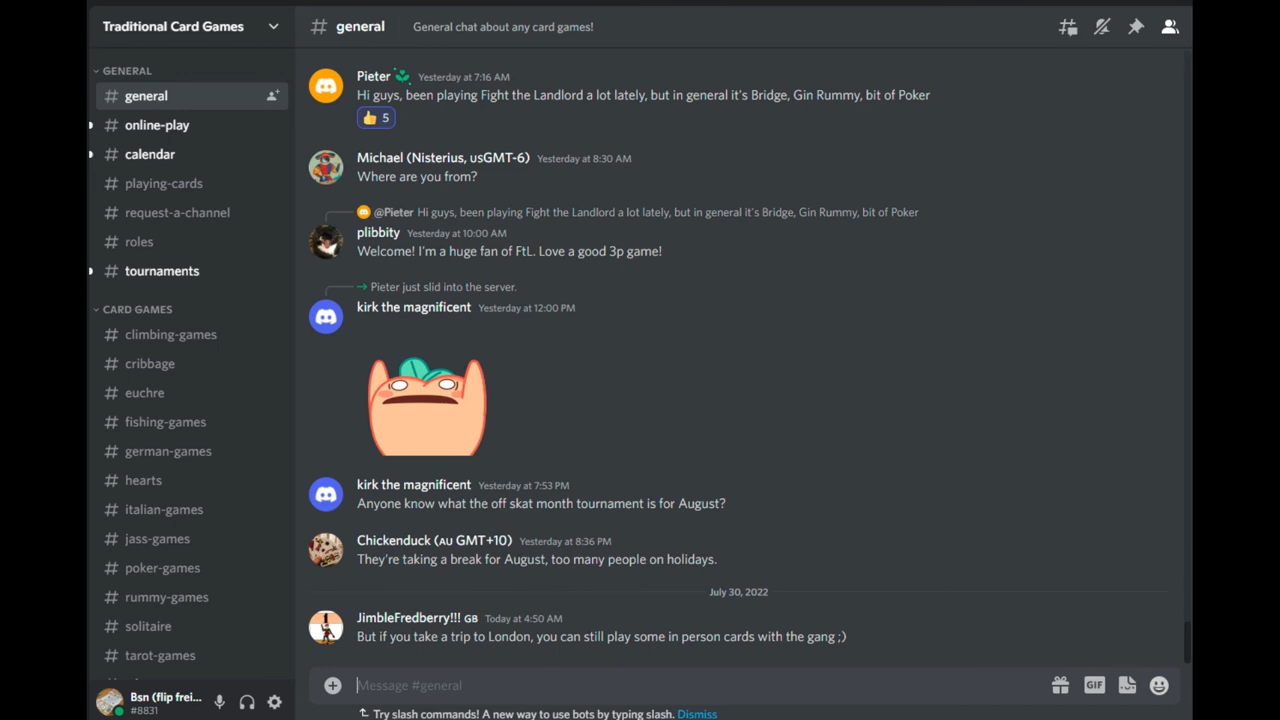 Traditional Card Games
general
General chat about any card games!
GENERAL
general
online-play
calendar
playing-cards
request-a-channel
roles
tournaments
CARD GAMES
climbing-games
cribbage
euchre
fishing-games
german-games
hearts
italian-games
jass-games
poker-games
rummy-games
solitaire
tarot-games
Bsn (flip frei...
#8831
Pieter Yesterday at 7:16 AM
Hi guys, been playing Fight the Landlord a lot lately, but in general it's Bridge, Gin Rummy, bit of Poker
5
Michael (Nisterius, usGMT-6) Yesterday at 8:30 AM
Where are you from?
@Pieter Hi guys, been playing Fight the Landlord a lot lately, but in general it's Bridge, Gin Rummy, bit of Poker
plibbity Yesterday at 10:00 AM
Welcome! I'm a huge fan of FtL. Love a good 3p game!
Pieter just slid into the server.
kirk the magnificent Yesterday at 12:00 PM
kirk the magnificent Yesterday at 7:53 PM
Anyone know what the off skat month tournament is for August?
Chickenduck (AU GMT+10) Yesterday at 8:36 PM
They're taking a break for August, too many people on holidays.
July 30, 2022
JimbleFredberry!!! GB Today at 4:50 AM
But if you take a trip to London, you can still play some in person cards with the gang ;)
Message #general
GIF
Try slash commands! A new way to use bots by typing slash. Dismiss